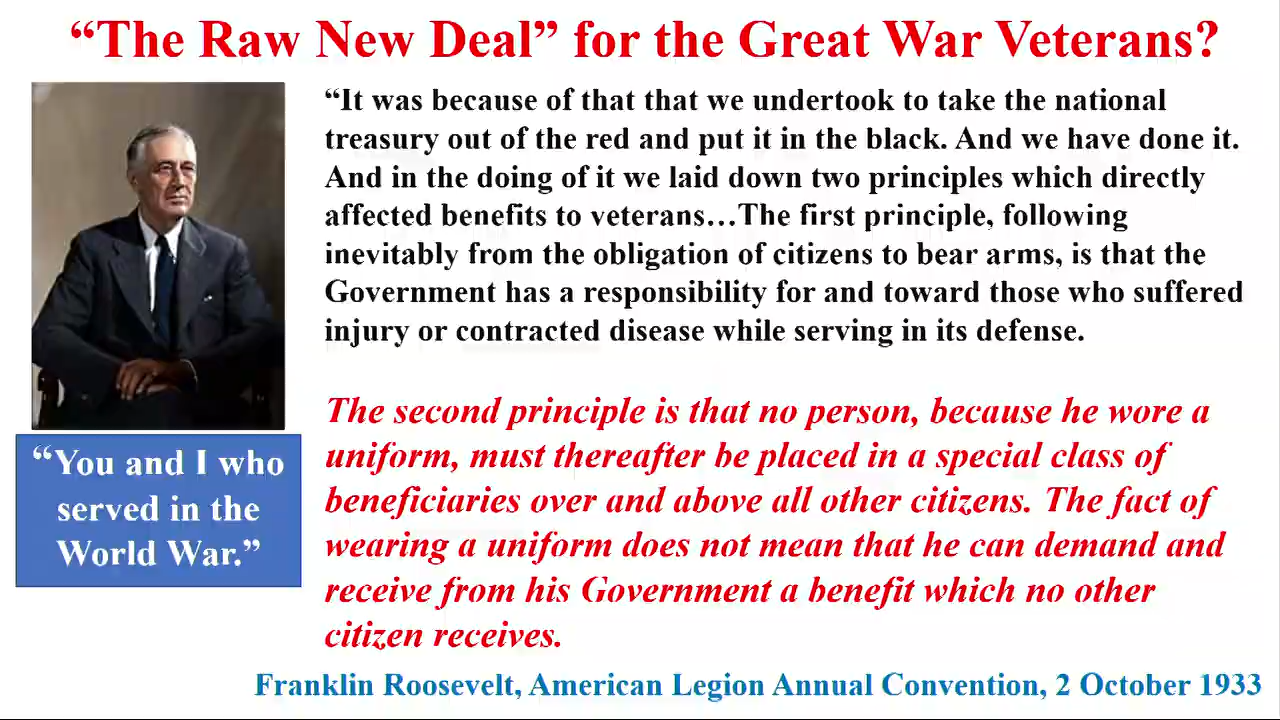 “The Raw New Deal” for the Great War Veterans?
“It was because of that that we undertook to take the national
treasury out of the red and put it in the black. And we have done it.
And in the doing of it we laid down two principles which directly
affected benefits to veterans…The first principle, following
inevitably from the obligation of citizens to bear arms, is that the
Government has a responsibility for and toward those who suffered
injury or contracted disease while serving in its defense.
The second principle is that no person, because he wore a
uniform, must thereafter be placed in a special class of
beneficiaries over and above all other citizens. The fact of
wearing a uniform does not mean that he can demand and
receive from his Government a benefit which no other
citizen receives.
“You and I who
served in the
World War.”
Franklin Roosevelt, American Legion Annual Convention, 2 October 1933